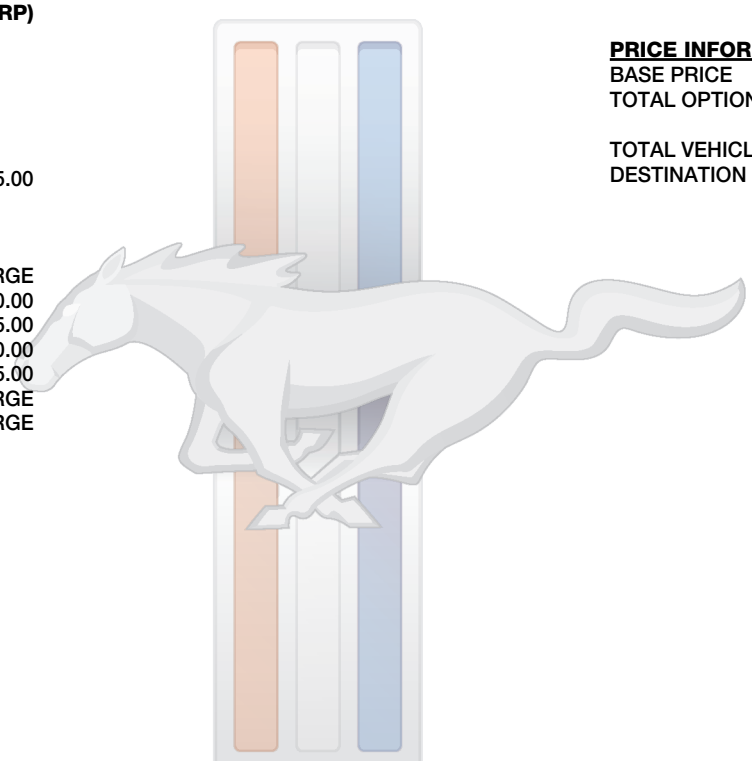 RP)
5.00
RGE
0.00
5.00
0.00
5.00
RGE
RGE
PRICE INFOR
BASE PRICE
TOTAL OPTION
TOTAL VEHICL
DESTINATION